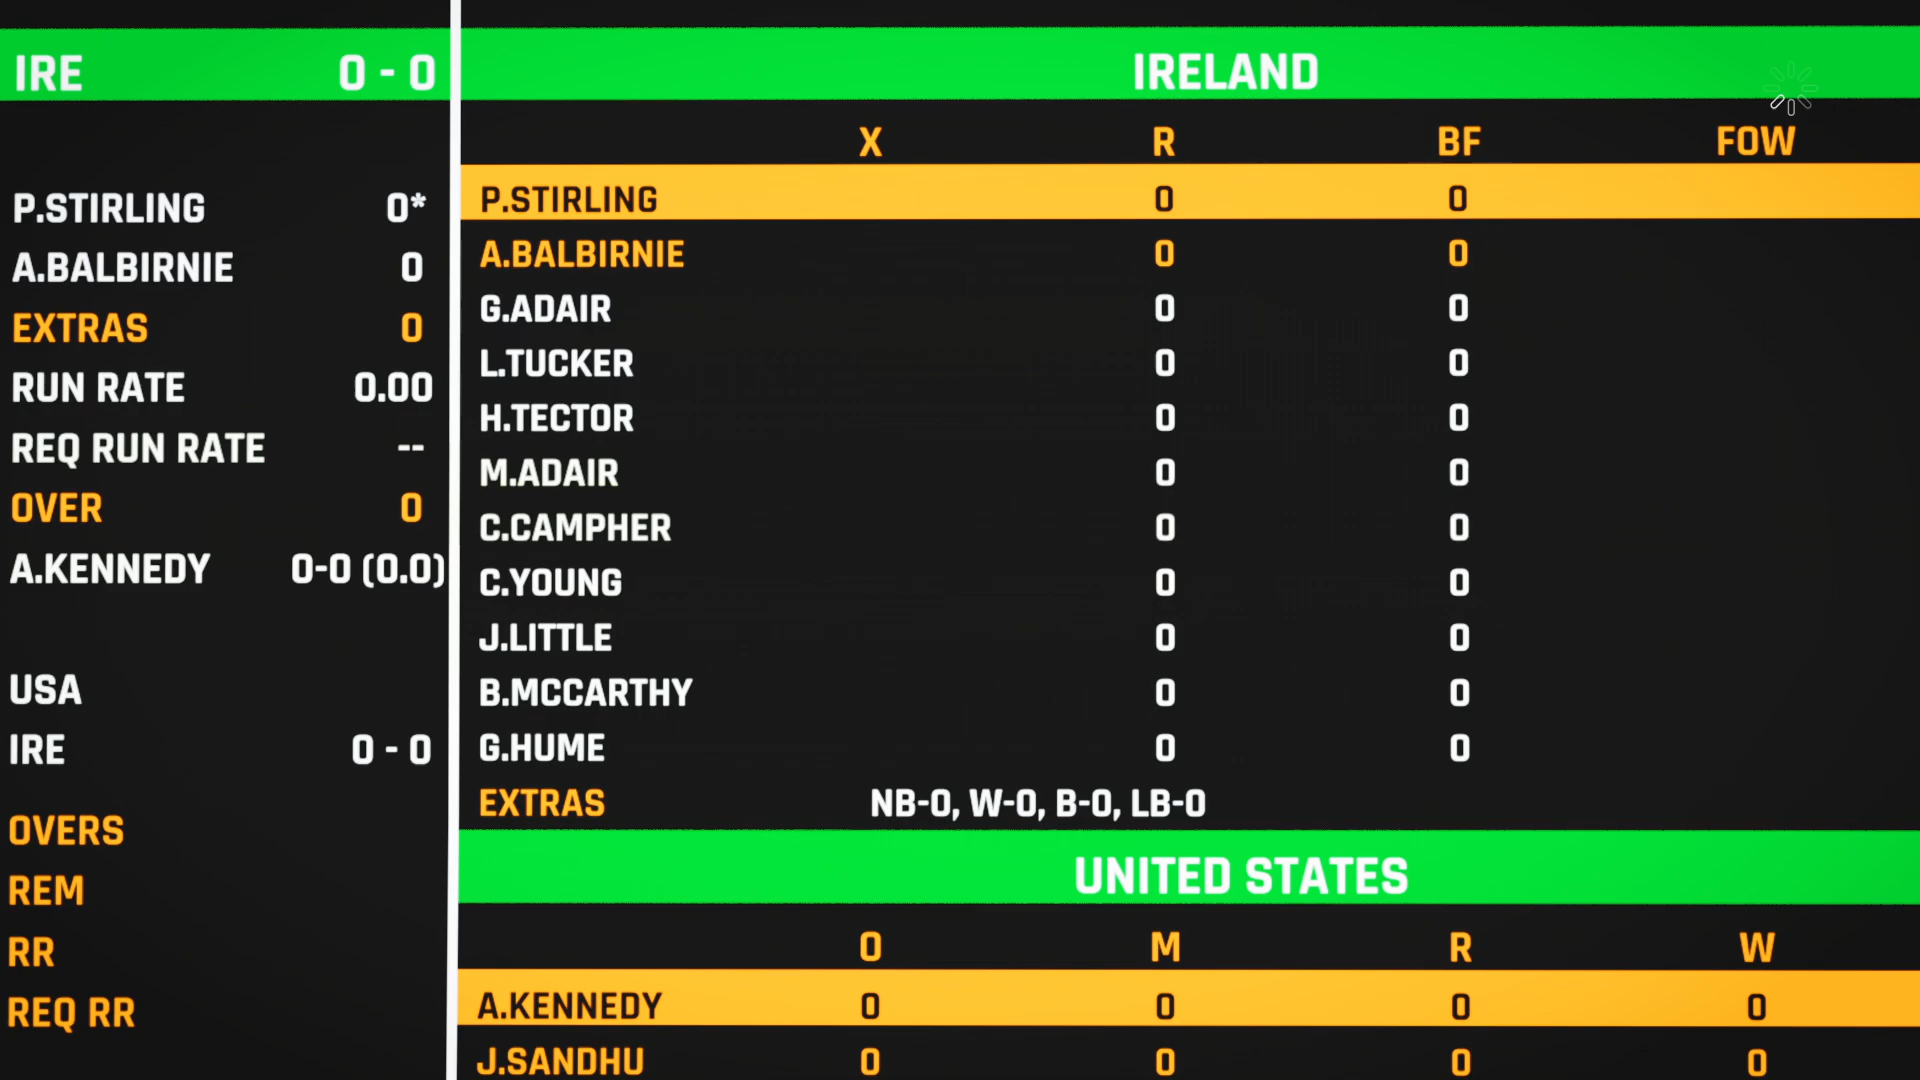 IRE 0 - 0
P.STIRLING 0*
A.BALBIRNIE 0
EXTRAS 0
RUN RATE 0.00
REQ RUN RATE --
OVER 0
A.KENNEDY 0-0 (0.0)
USA
IRE 0 - 0
OVERS
REM
RR
REQ RR
IRELAND
X R BF FOW
P.STIRLING 0 0
A.BALBIRNIE 0 0
G.ADAIR 0 0
L.TUCKER 0 0
H.TECTOR 0 0
M.ADAIR 0 0
C.CAMPHER 0 0
C.YOUNG 0 0
J.LITTLE 0 0
B.MCCARTHY 0 0
G.HUME 0 0
EXTRAS NB-0, W-0, B-0, LB-0
UNITED STATES
O M R W
A.KENNEDY 0 0 0 0
J.SANDHU 0 0 0 0